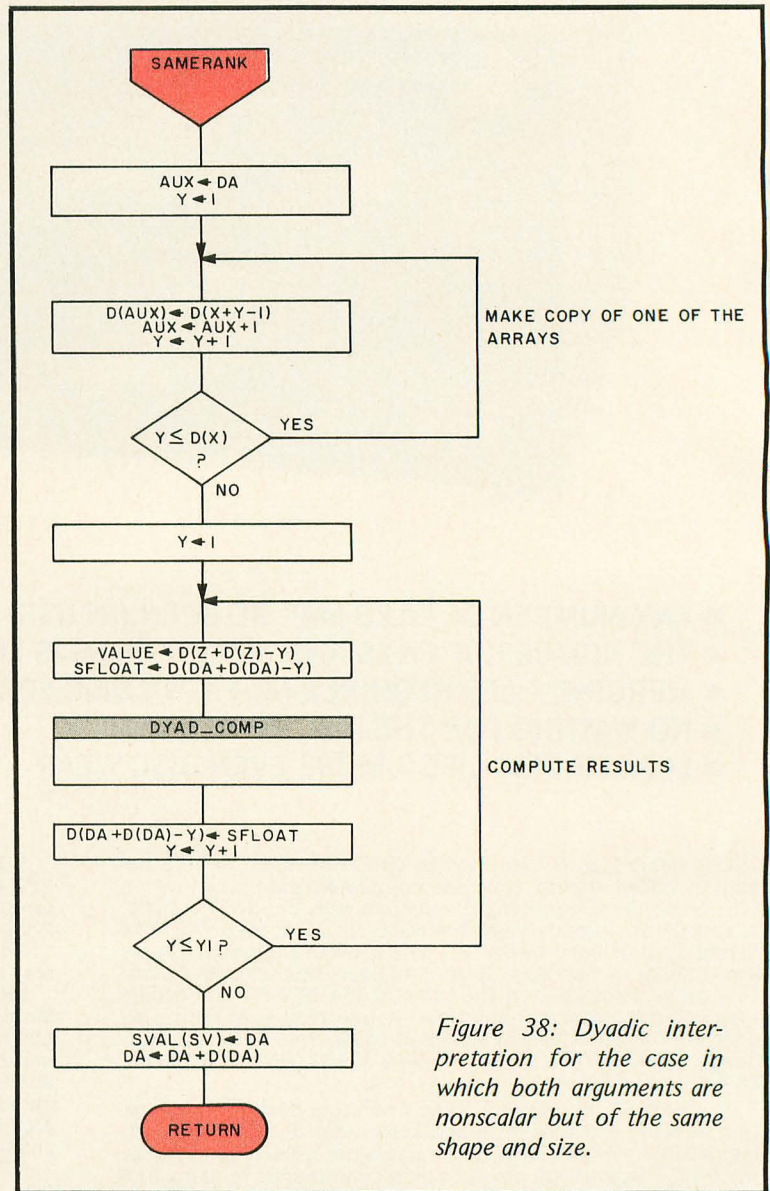 SAMERANK
AUX ← DA
Y ← 1
D(AUX) ← D(X+Y-1)
AUX ← AUX+1
Y ← Y+1
MAKE COPY OF ONE OF THE
ARRAYS
Y ≤ D(X)
?
YES
NO
Y ← 1
VALUE ← D(Z+D(Z)-Y)
SFLOAT ← D(DA+D(DA)-Y)
DYAD_COMP
COMPUTE RESULTS
D(DA+D(DA)-Y) ← SFLOAT
Y ← Y+1
Y ≤ Y1 ?
YES
NO
SVAL(SV) ← DA
DA ← DA+D(DA)
RETURN
Figure 38: Dyadic inter-
pretation for the case in
which both arguments are
nonscalar but of the same
shape and size.